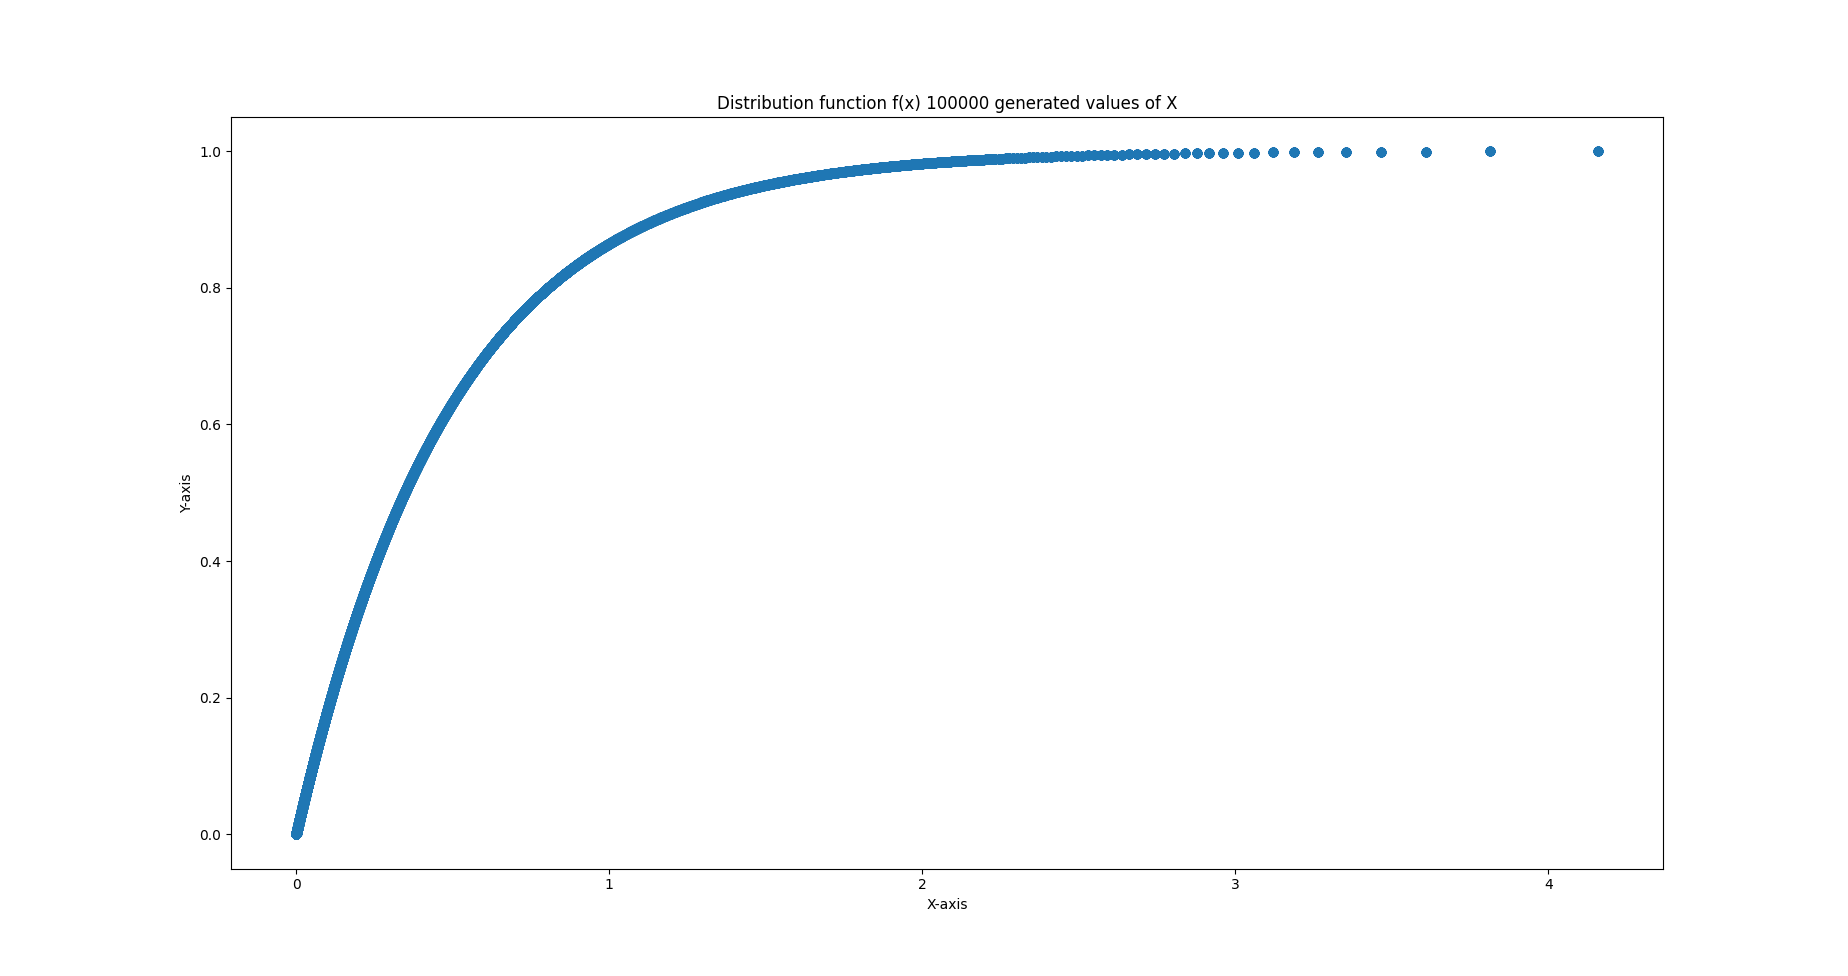 Distribution function f(x) 100000 generated values of X
1.0
0.8
0.6
0.4
0.2
0.0
Y-axis
0 1 2 3 4
X-axis